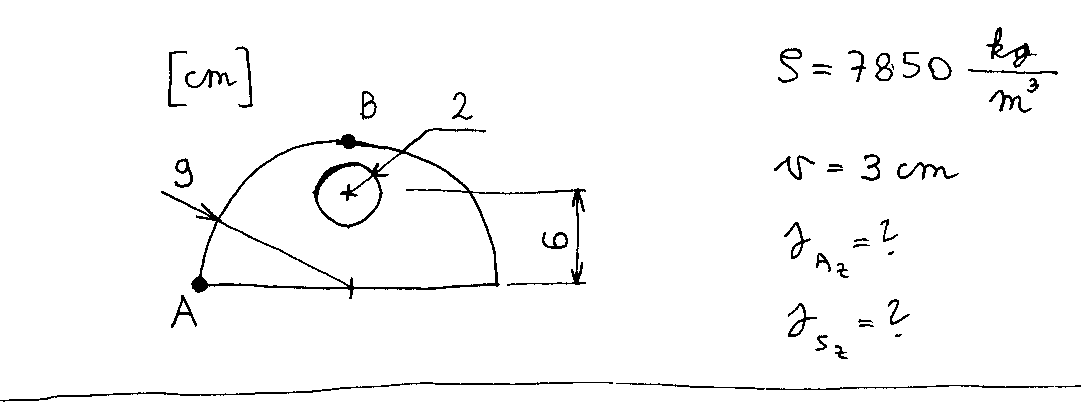 [cm]
B
2
ρ = 7850 kg/m³
9
v = 3 cm
6
J_Az = ?
A
J_Sz = ?